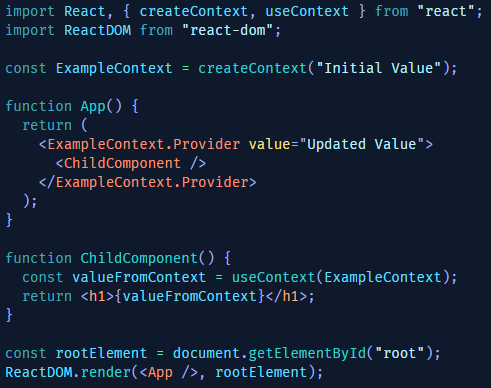 import React, { createContext, useContext } from "react";
import ReactDOM from "react-dom";
const ExampleContext = createContext("Initial Value");
function App() {
return (
<ExampleContext.Provider value="Updated Value">
<ChildComponent />
</ExampleContext.Provider>
);
}
function ChildComponent() {
const valueFromContext = useContext(ExampleContext);
return <h1>{valueFromContext}</h1>;
}
const rootElement = document.getElementById("root");
ReactDOM.render(<App />, rootElement);